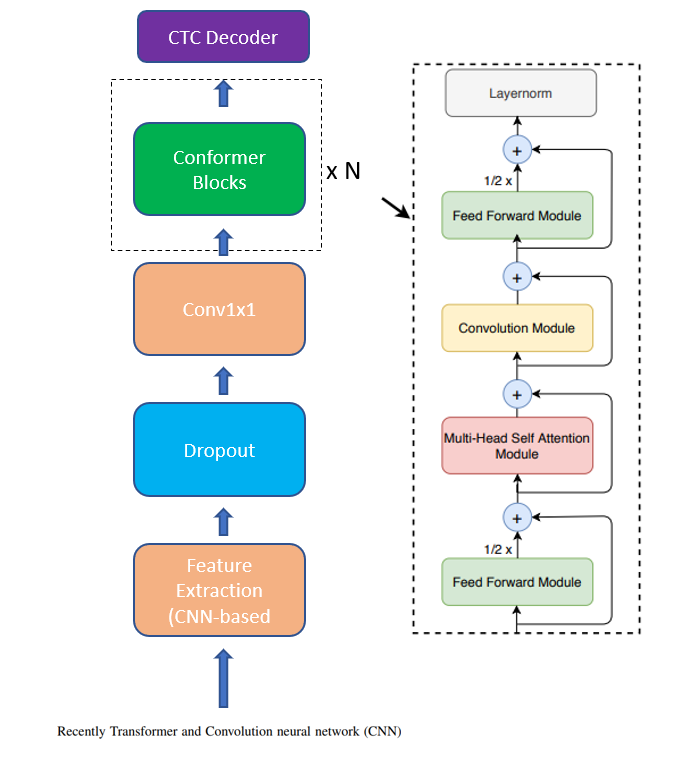 CTC Decoder
Conformer
Blocks
x N
Conv1x1
Dropout
Feature
Extraction
(CNN-based
Layernorm
+
1/2 x
Feed Forward Module
+
Convolution Module
+
Multi-Head Self Attention
Module
+
1/2 x
Feed Forward Module
Recently Transformer and Convolution neural network (CNN)